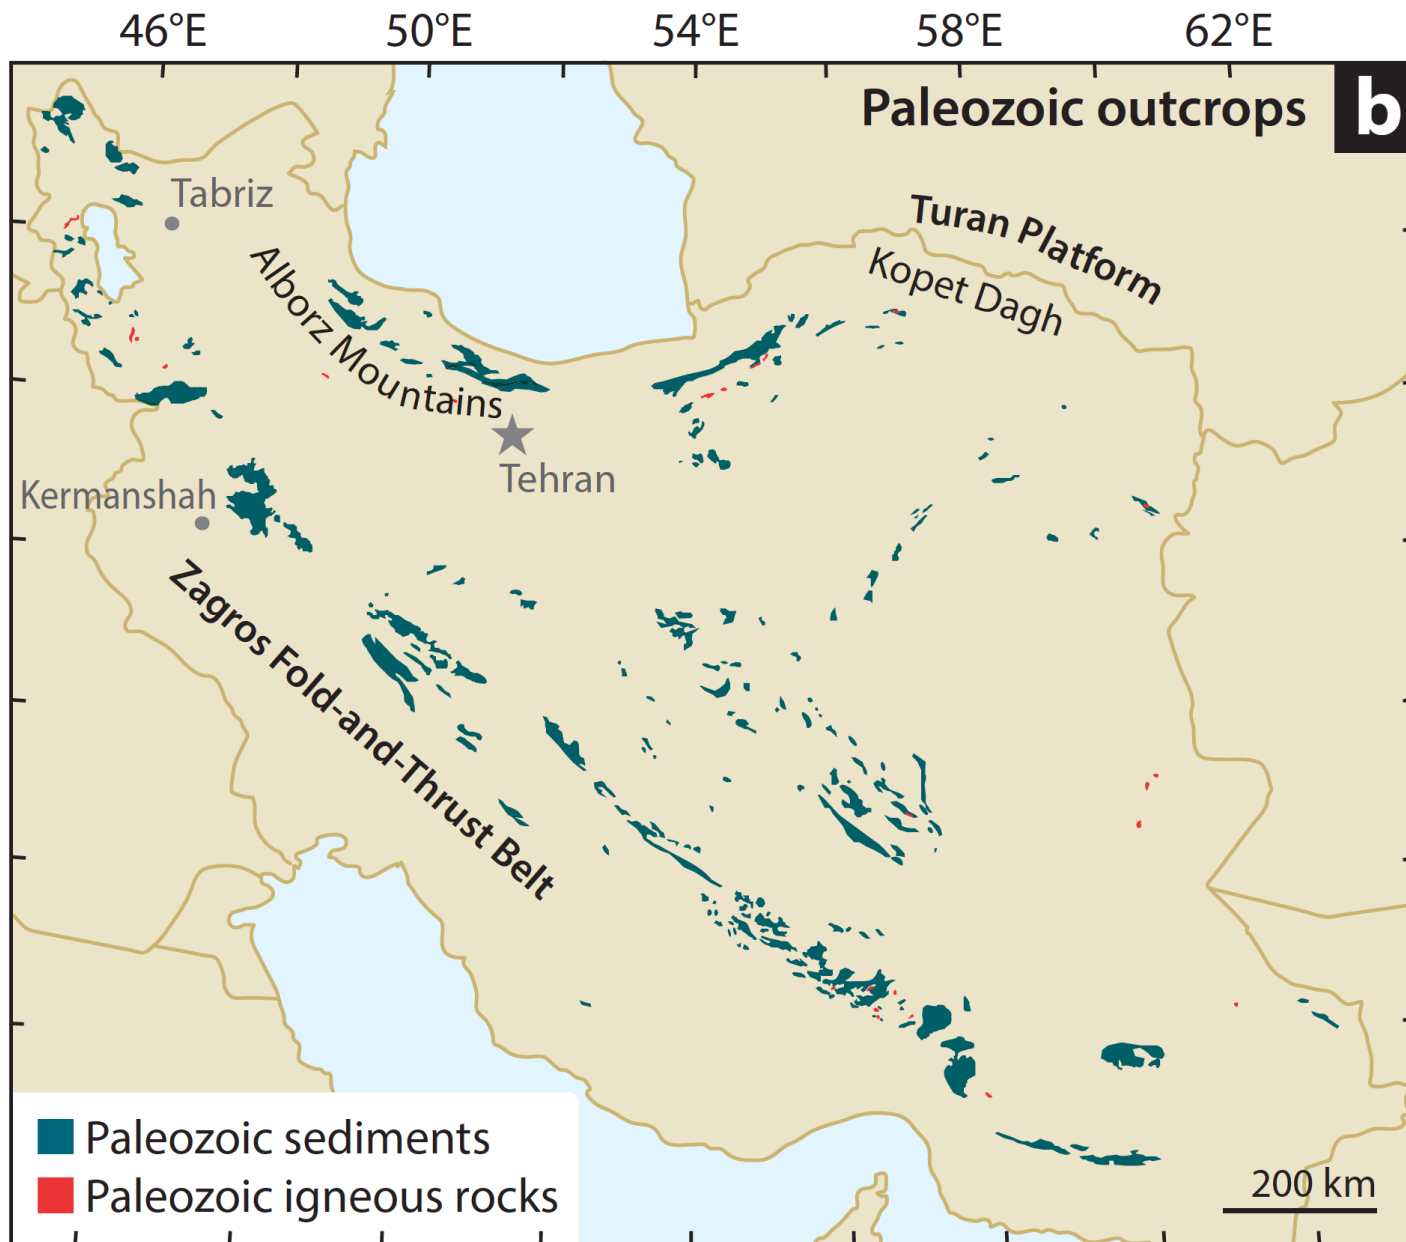 46°E 50°E 54°E 58°E 62°E
Paleozoic outcrops b
Tabriz
Turan Platform
Kopet Dagh
Alborz Mountains
Tehran
Kermanshah
Zagros Fold-and-Thrust Belt
Paleozoic sediments
Paleozoic igneous rocks
200 km